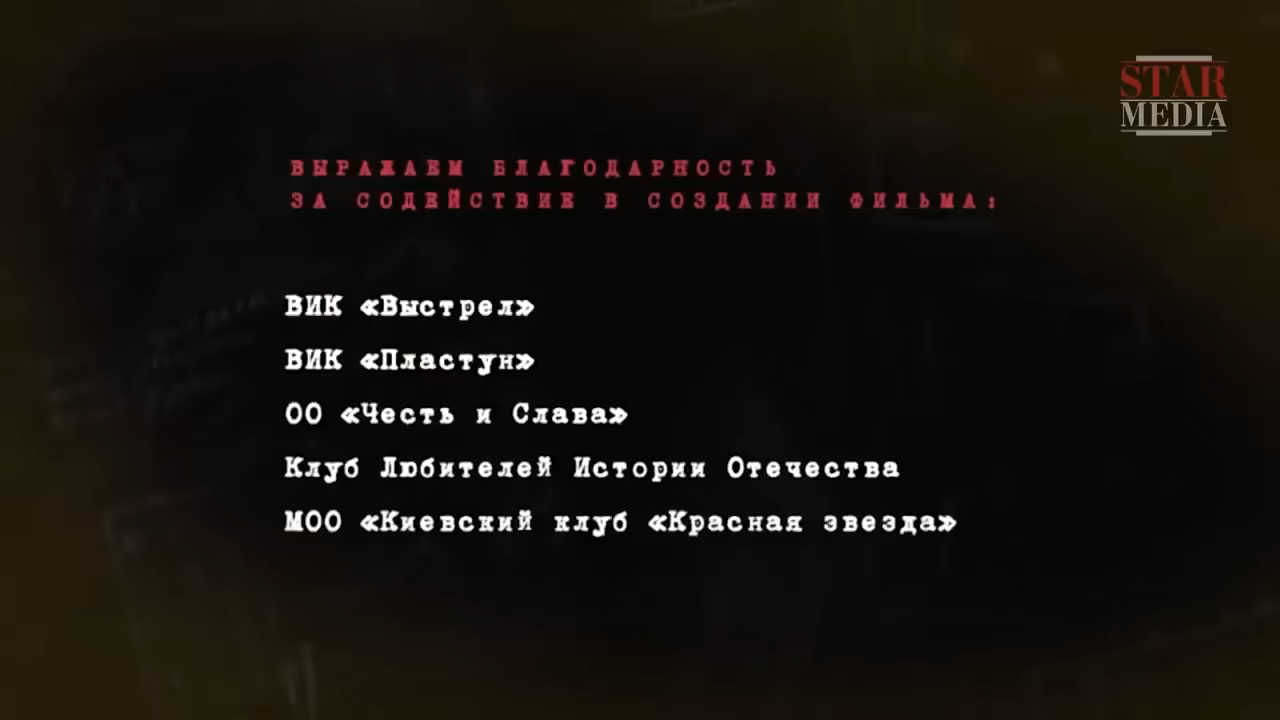 STAR
MEDIA
ВЫРАЖАЕМ БЛАГОДАРНОСТЬ
ЗА СОДЕЙСТВИЕ В СОЗДАНИИ ФИЛЬМА:
ВИК «Выстрел»
ВИК «Пластун»
ОО «Честь и Слава»
Клуб Любителей Истории Отечества
МОО «Киевский клуб «Красная звезда»